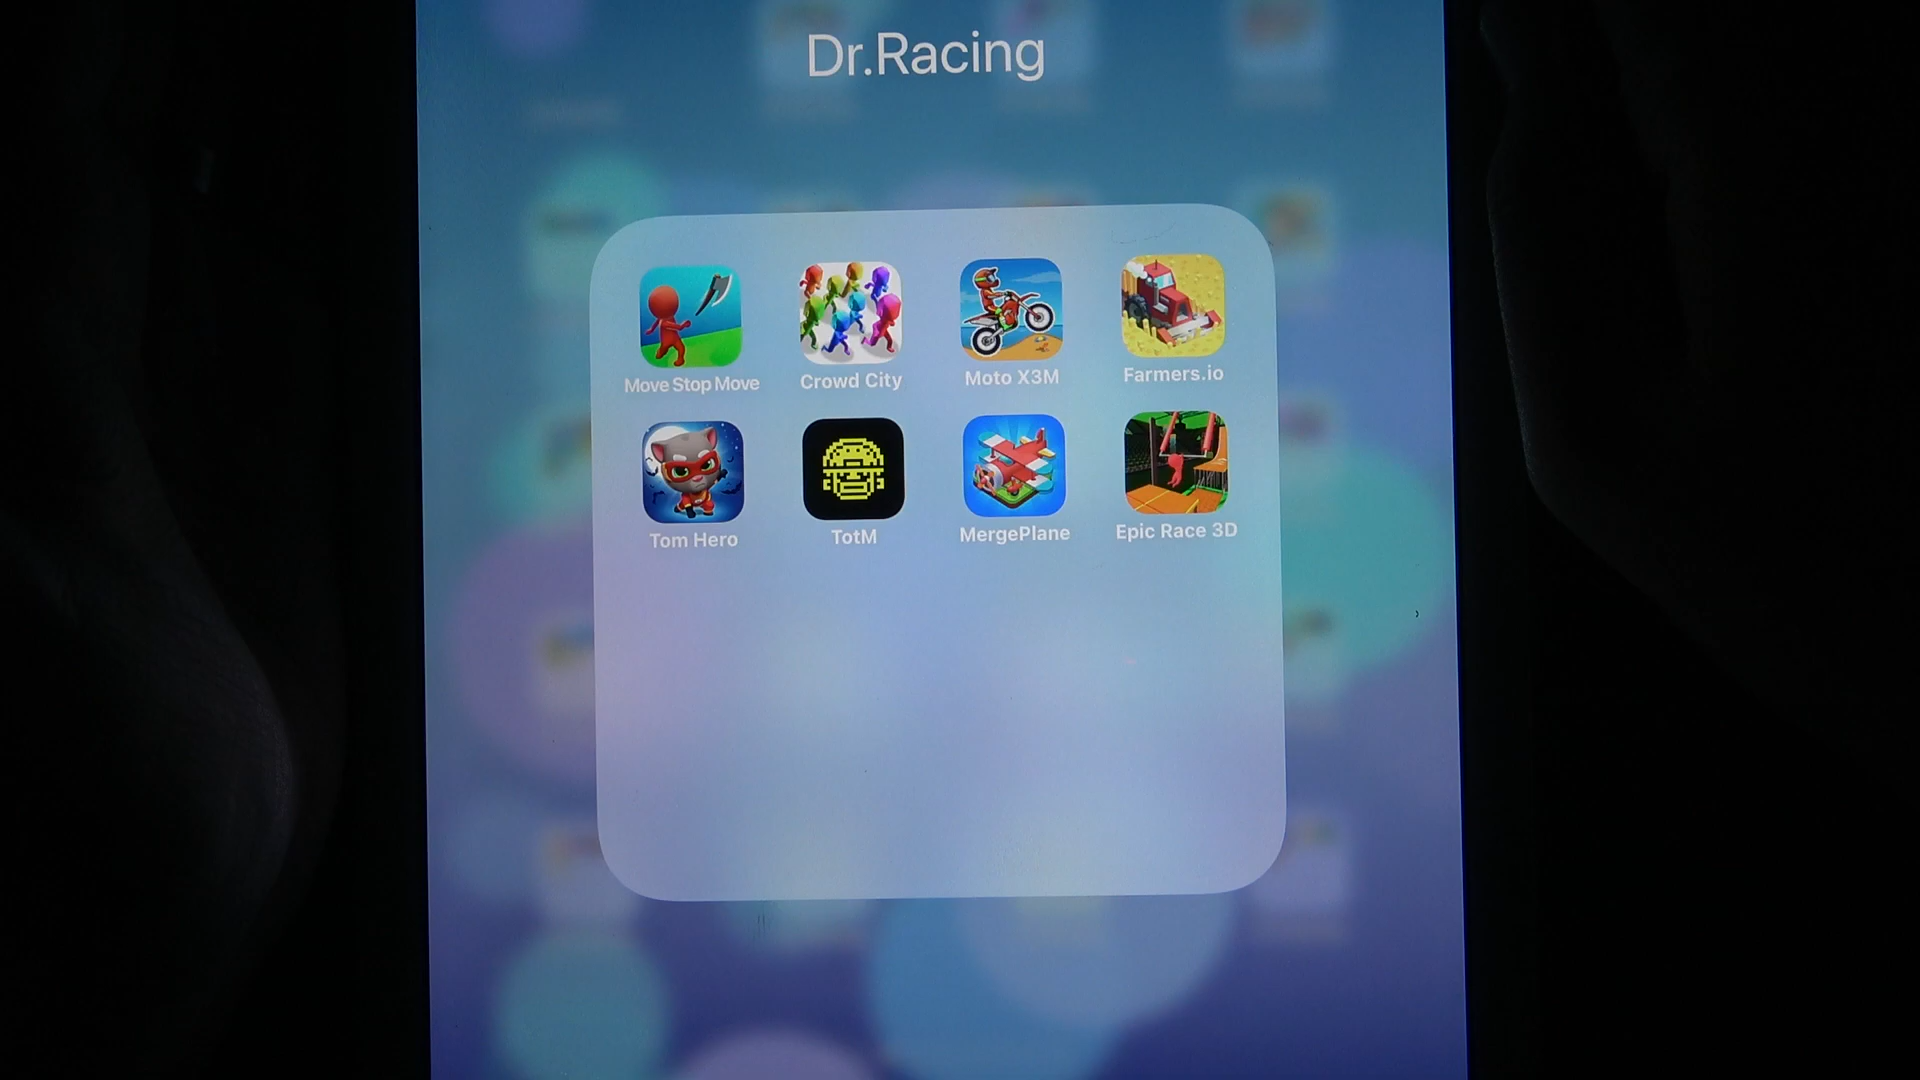 Dr.Racing
Move Stop Move
Crowd City
Moto X3M
Farmers.io
Tom Hero
TotM
MergePlane
Epic Race 3D